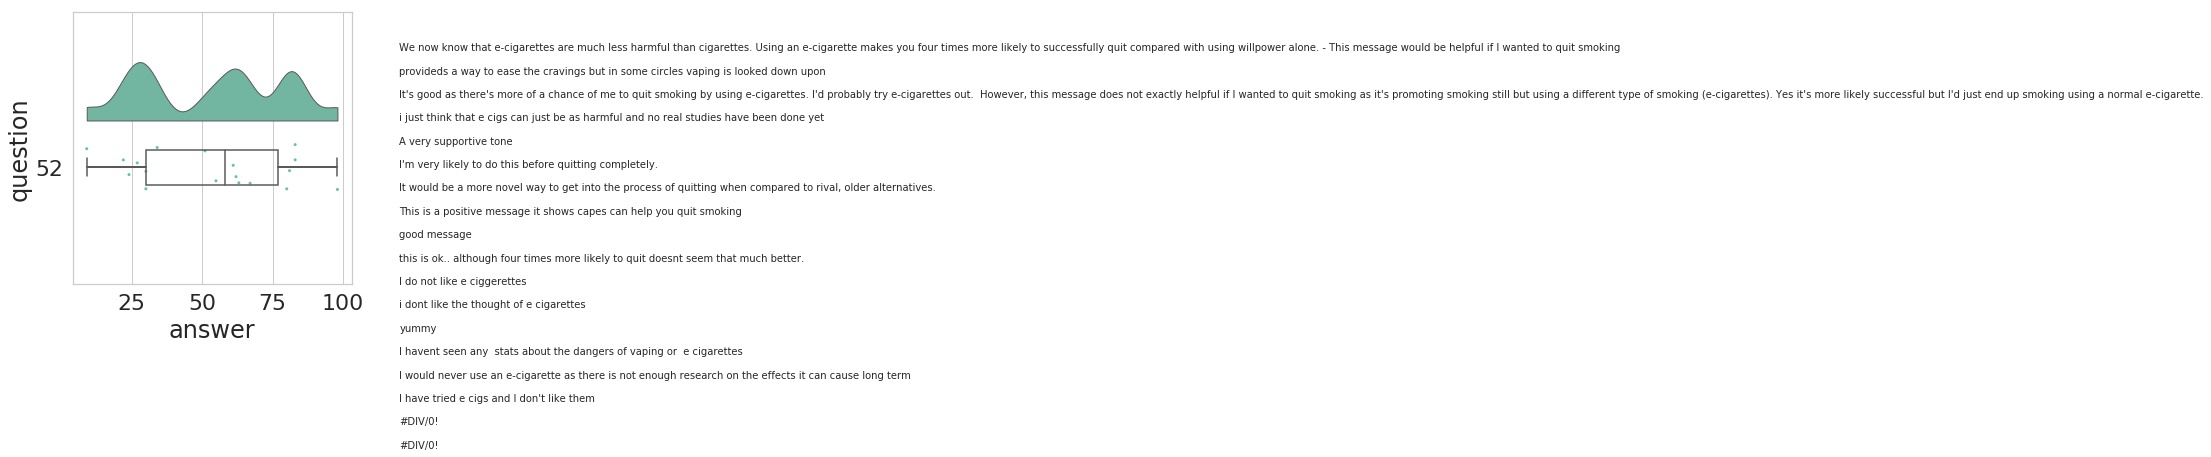 We now know that e-cigarettes are much less harmful than cigarettes. Using an e-cigarette makes you four times more likely to successfully quit compared with using willpower alone. - This message would be helpful if I wanted to quit smoking
provideds a way to ease the cravings but in some circles vaping is looked down upon
It's good as there's more of a chance of me to quit smoking by using e-cigarettes. I'd probably try e-cigarettes out.  However, this message does not exactly helpful if I wanted to quit smoking as it's promoting smoking still but using a different type of smoking (e-cigarettes). Yes it's more likely successful but I'd just end up smoking using a normal e-cigarette.
i just think that e cigs can just be as harmful and no real studies have been done yet
A very supportive tone
I'm very likely to do this before quitting completely.
It would be a more novel way to get into the process of quitting when compared to rival, older alternatives.
This is a positive message it shows capes can help you quit smoking
good message
this is ok.. although four times more likely to quit doesnt seem that much better.
I do not like e ciggerettes
i dont like the thought of e cigarettes
yummy
I havent seen any  stats about the dangers of vaping or  e cigarettes
I would never use an e-cigarette as there is not enough research on the effects it can cause long term
I have tried e cigs and I don't like them
#DIV/0!
#DIV/0!
question
52
25 50 75 100
answer